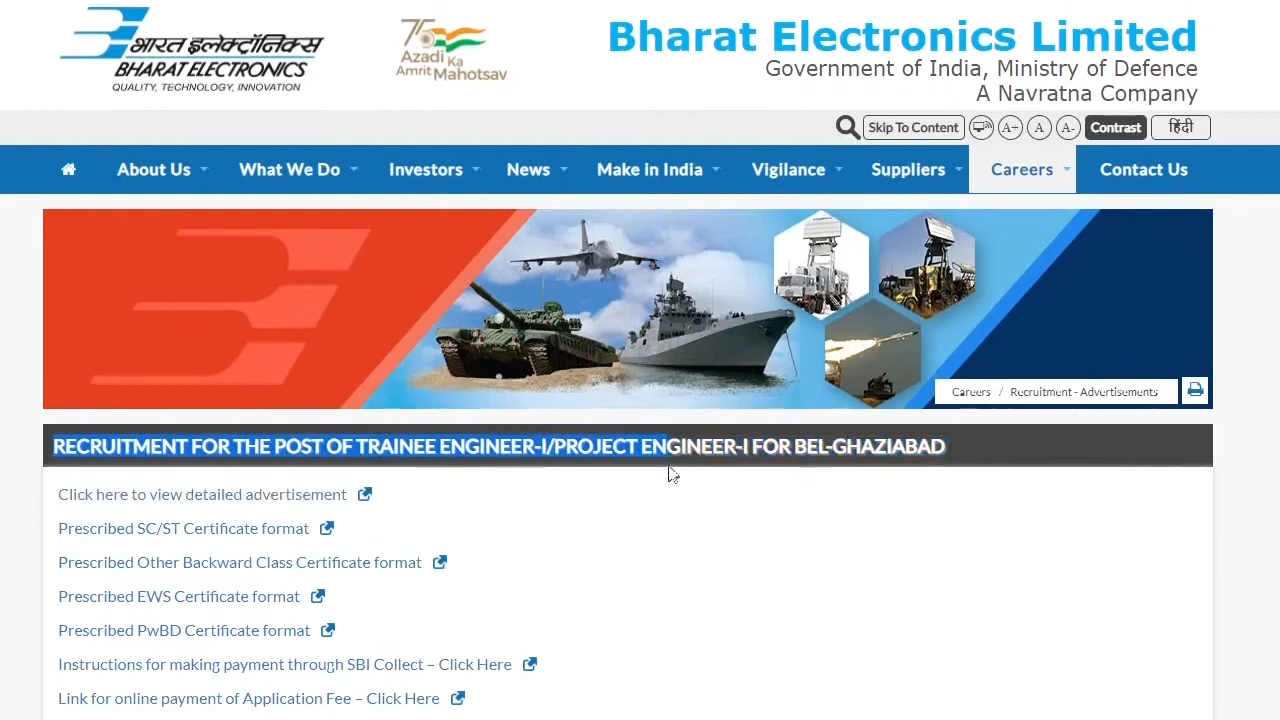 भारत इलेक्ट्रॉनिक्स
BHARAT ELECTRONICS
QUALITY, TECHNOLOGY, INNOVATION
75
Azadi Ka
Amrit Mahotsav
Bharat Electronics Limited
Government of India, Ministry of Defence
A Navratna Company
Skip To Content A+ A A- Contrast हिंदी
About Us What We Do Investors News Make in India Vigilance Suppliers Careers Contact Us
Careers / Recruitment - Advertisements
RECRUITMENT FOR THE POST OF TRAINEE ENGINEER-I/PROJECT ENGINEER-I FOR BEL-GHAZIABAD
Click here to view detailed advertisement
Prescribed SC/ST Certificate format
Prescribed Other Backward Class Certificate format
Prescribed EWS Certificate format
Prescribed PwBD Certificate format
Instructions for making payment through SBI Collect – Click Here
Link for online payment of Application Fee – Click Here